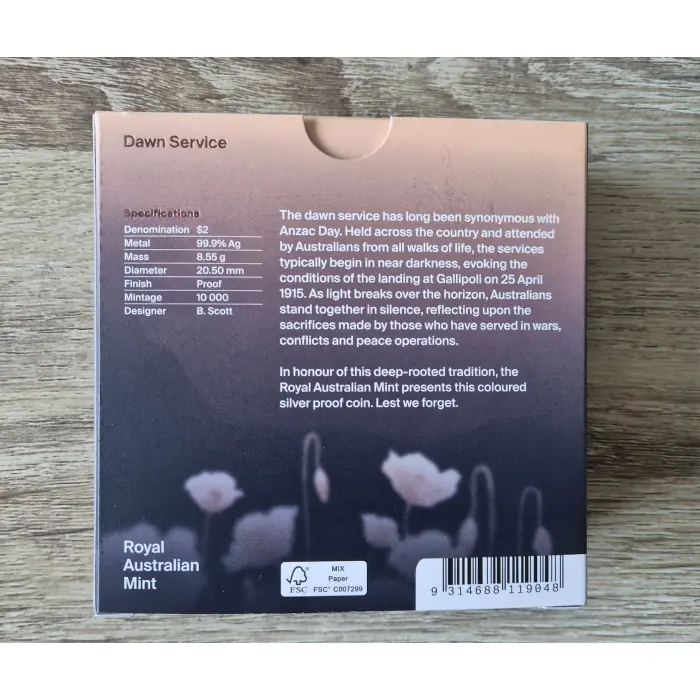 Dawn Service
Specifications
Denomination $2
Metal 99.9% Ag
Mass 8.55 g
Diameter 20.50 mm
Finish Proof
Mintage 10 000
Designer B. Scott
The dawn service has long been synonymous with
Anzac Day. Held across the country and attended
by Australians from all walks of life, the services
typically begin in near darkness, evoking the
conditions of the landing at Gallipoli on 25 April
1915. As light breaks over the horizon, Australians
stand together in silence, reflecting upon the
sacrifices made by those who have served in wars,
conflicts and peace operations.
In honour of this deep-rooted tradition, the
Royal Australian Mint presents this coloured
silver proof coin. Lest we forget.
Royal
Australian
Mint
FSC
MIX
Paper
FSC® C007299
9 314688 119048